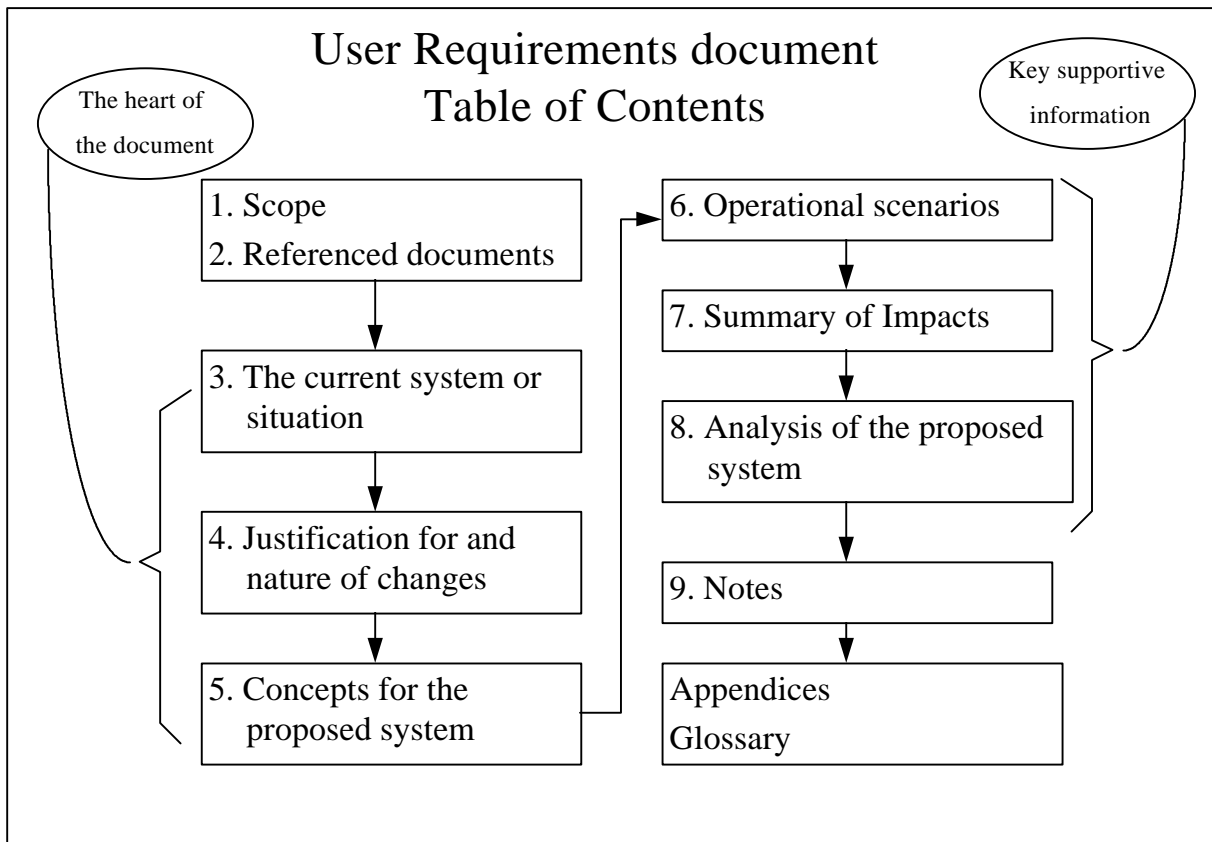 User Requirements document
Table of Contents
The heart of
the document
Key supportive
information
1. Scope
2. Referenced documents
3. The current system or
situation
4. Justification for and
nature of changes
5. Concepts for the
proposed system
6. Operational scenarios
7. Summary of Impacts
8. Analysis of the proposed
system
9. Notes
Appendices
Glossary